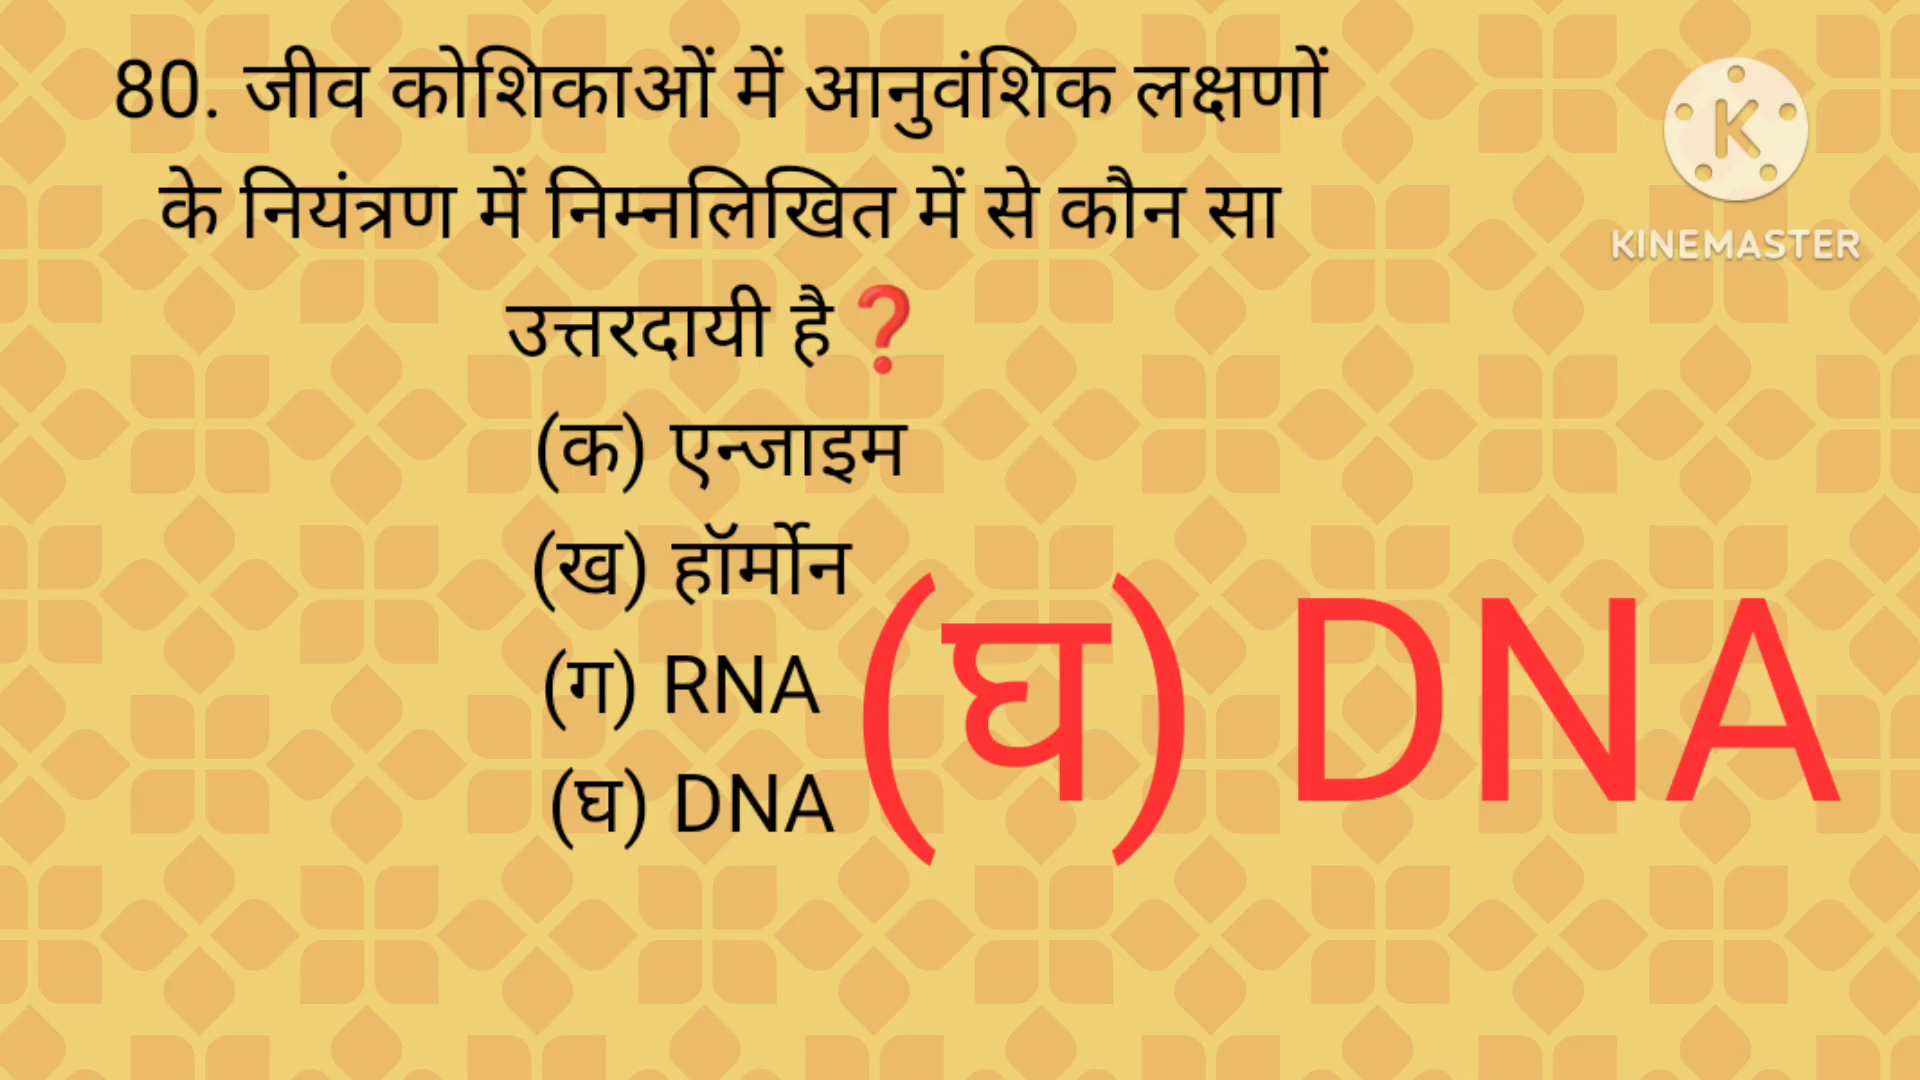 80. जीव कोशिकाओं में आनुवंशिक लक्षणों
के नियंत्रण में निम्नलिखित में से कौन सा
उत्तरदायी है❓
(क) एन्जाइम
(ख) हॉर्मोन
(ग) RNA
(घ) DNA
(घ) DNA
K
KINEMASTER